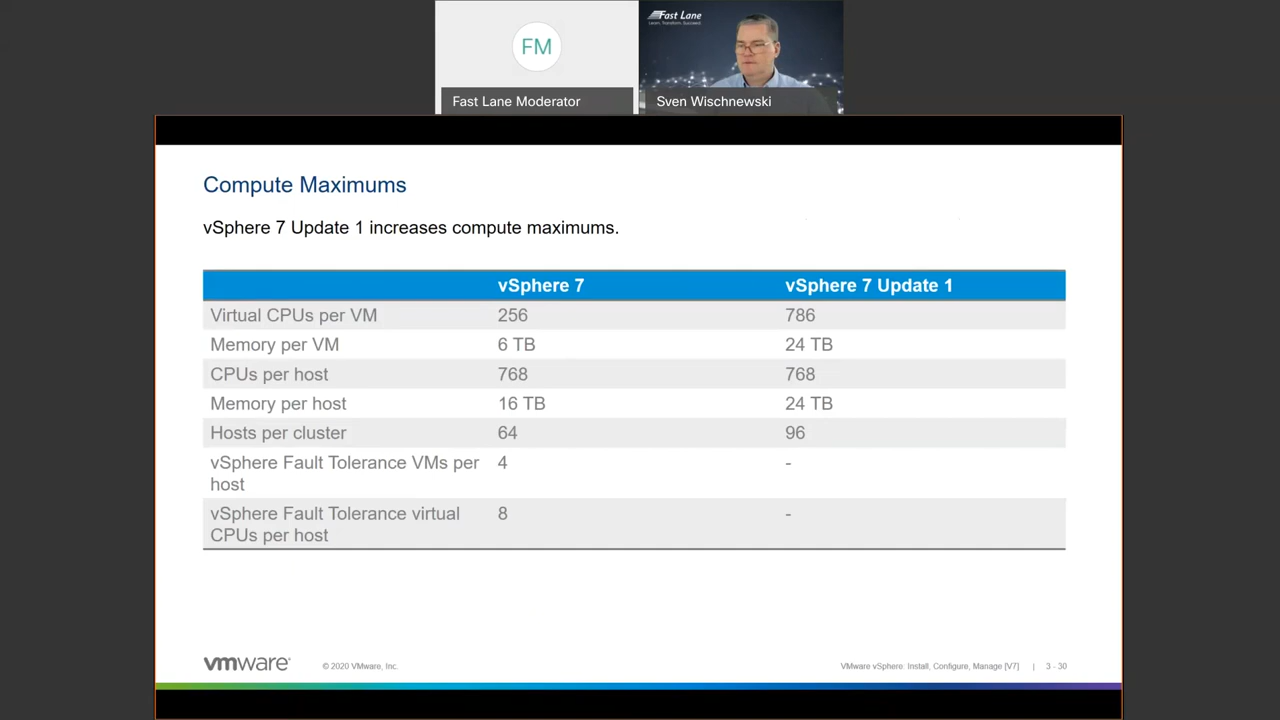 Fast Lane
Learn. Transform. Succeed.
FM
Fast Lane Moderator
Sven Wischnewski
Compute Maximums
vSphere 7 Update 1 increases compute maximums.
vSphere 7 vSphere 7 Update 1
Virtual CPUs per VM 256 786
Memory per VM 6 TB 24 TB
CPUs per host 768 768
Memory per host 16 TB 24 TB
Hosts per cluster 64 96
vSphere Fault Tolerance VMs per 4 -
host
vSphere Fault Tolerance virtual 8 -
CPUs per host
vmware® © 2020 VMware, Inc. VMware vSphere: Install, Configure, Manage [V7] | 3 - 30